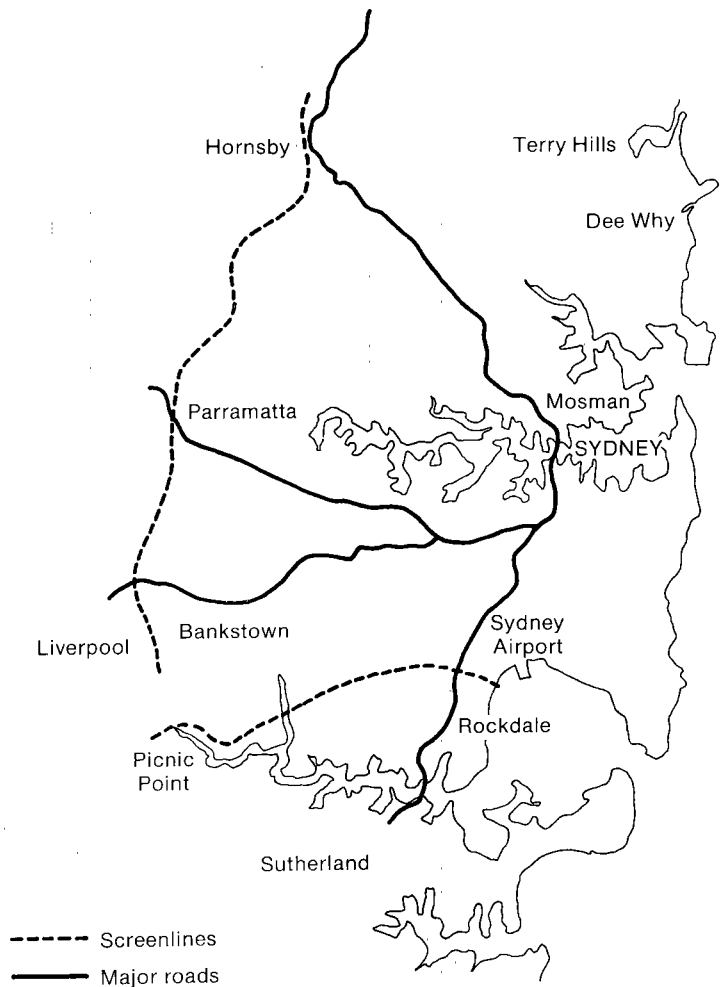 Hornsby
Terry Hills
Dee Why
Mosman
Parramatta
SYDNEY
Sydney
Airport
Bankstown
Liverpool
Rockdale
Picnic
Point
Sutherland
Screenlines
Major roads